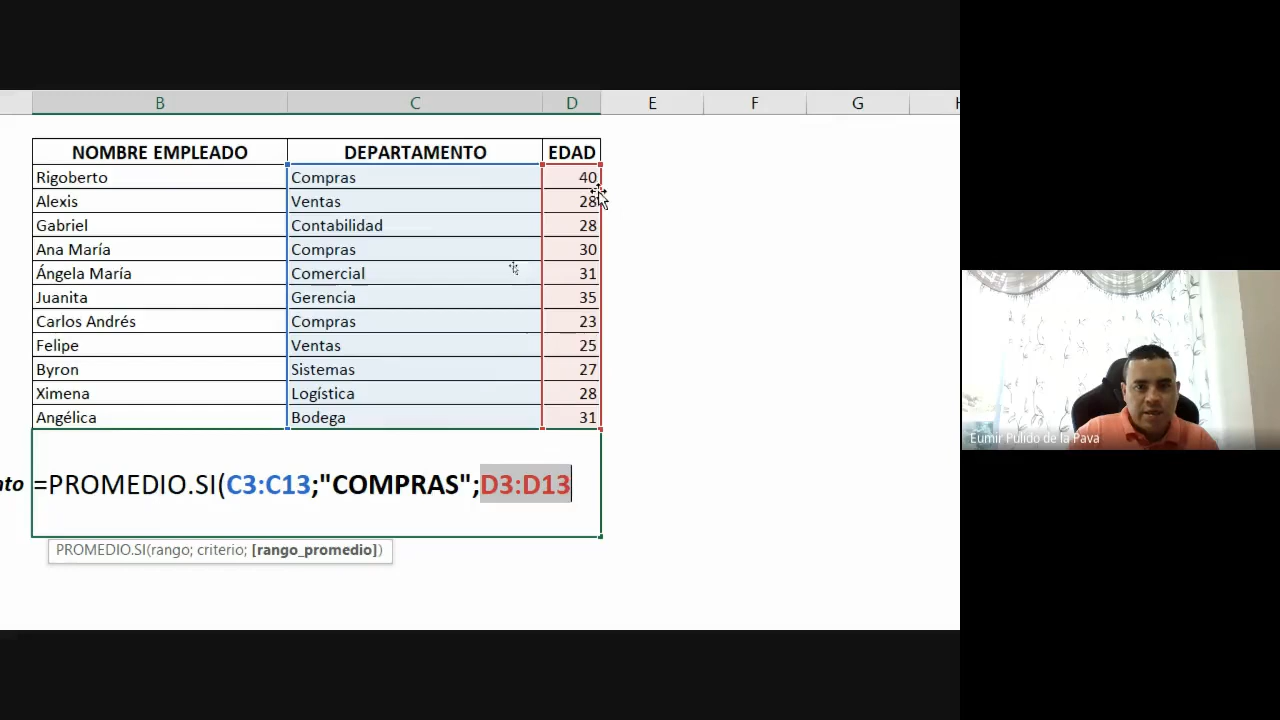 B C D E F G H
NOMBRE EMPLEADO DEPARTAMENTO EDAD
Rigoberto Compras 40
Alexis Ventas 28
Gabriel Contabilidad 28
Ana María Compras 30
Ángela María Comercial 31
Juanita Gerencia 35
Carlos Andrés Compras 23
Felipe Ventas 25
Byron Sistemas 27
Ximena Logística 28
Angélica Bodega 31
nto =PROMEDIO.SI(C3:C13;"COMPRAS";D3:D13
PROMEDIO.SI(rango; criterio; [rango_promedio])
Eumir Pulido de la Pava